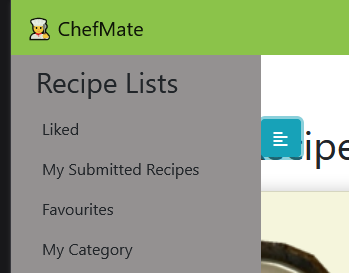 ChefMate
Recipe Lists
Liked
My Submitted Recipes
Favourites
My Category